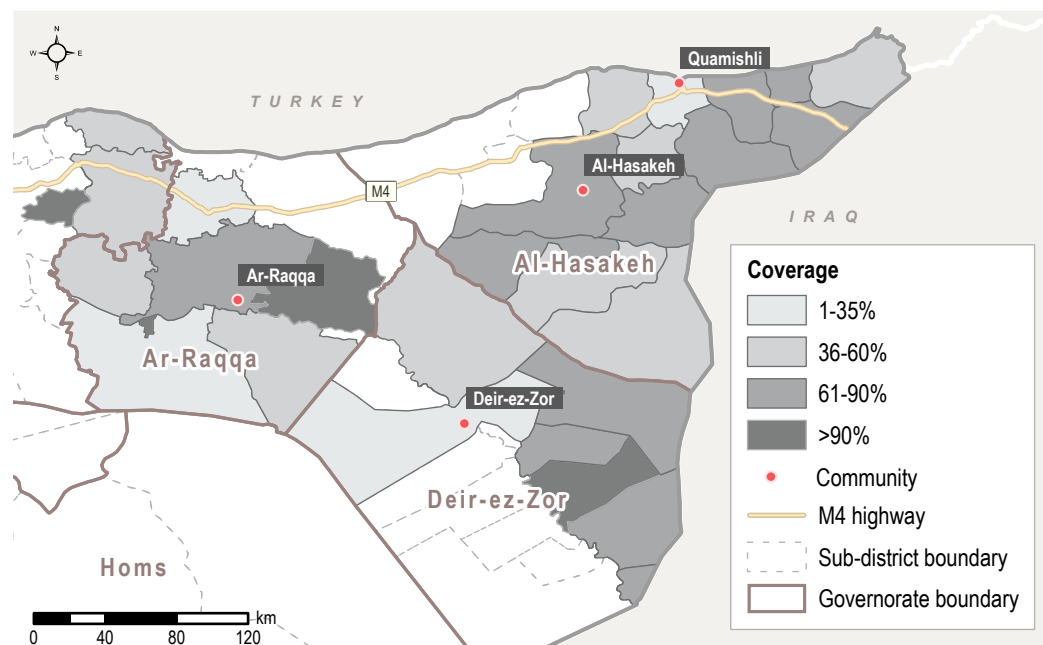 N
W E
S
TURKEY
Quamishli
Al-Hasakeh
M4
IRAQ
Al-Hasakeh
Ar-Raqqa
Ar-Raqqa
Deir-ez-Zor
Deir-ez-Zor
Homs
km
0 40 80 120
Coverage
1-35%
36-60%
61-90%
>90%
Community
M4 highway
Sub-district boundary
Governorate boundary